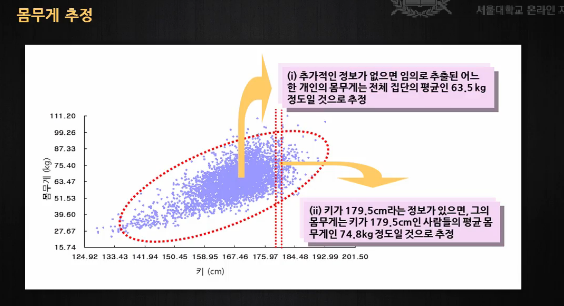 몸무게 추정
서울대학교 온라인
(i) 추가적인 정보가 없으면 임의로 추출된 어느
한 개인의 몸무게는 전체 집단의 평균인 63,5 kg
정도일 것으로 추정
111.20
99.26
87.33
75.40
63.47
51.53
39.60
27.67
15.74
몸무게 (kg)
(ii) 키가 179,5cm라는 정보가 있으면, 그의
몸무게는 키가 179,5cm인 사람들의 평균 몸
무게인 74,8kg 정도일 것으로 추정
124.92 133.43 141.94 150.45 158.95 167.46 175.97 184.48 192.99 201.50
키 (cm)